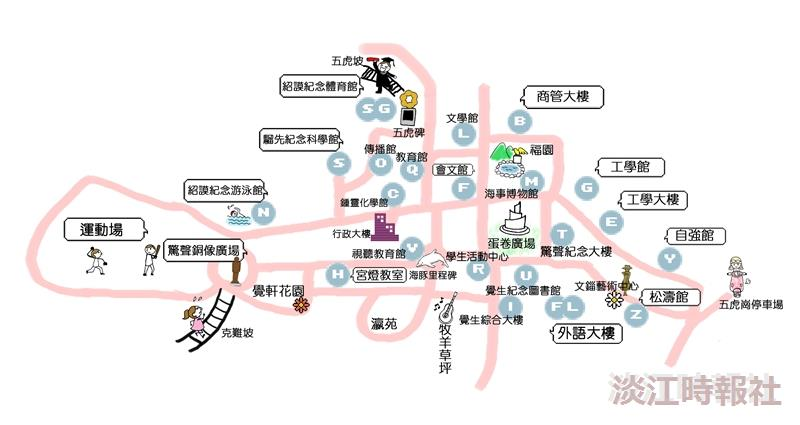 五虎坡
紹謨紀念體育館
SG
五虎碑
商管大樓
B
文學館
L
騮先紀念科學館
S
傳播館
O
教育館
Q
會文館
F
福園
M
海事博物館
工學館
G
工學大樓
E
紹謨紀念游泳館
N
鍾靈化學館
C
運動場
驚聲銅像廣場
行政大樓
視聽教育館
V
蛋卷廣場
T
驚聲紀念大樓
自強館
Y
學生活動中心
R
H
宮燈教室
海豚里程碑
覺軒花園
U
覺生紀念圖書館
文錙藝術中心
松濤館
Z
五虎崗停車場
I
覺生綜合大樓
FL
外語大樓
克難坡
瀛苑
牧羊草坪
淡江時報社